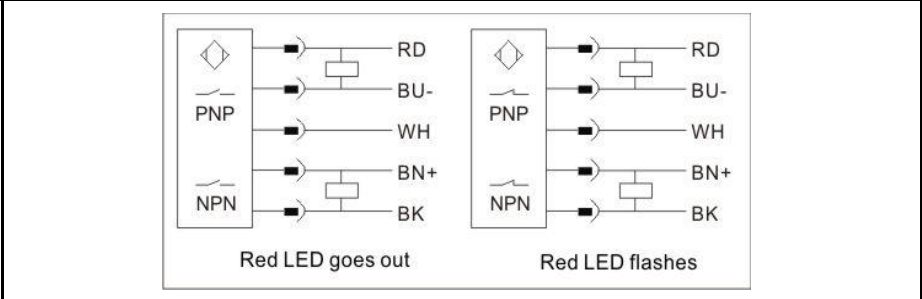 RD
BU-
PNP
WH
BN+
NPN
BK
Red LED goes out
RD
BU-
PNP
WH
BN+
NPN
BK
Red LED flashes